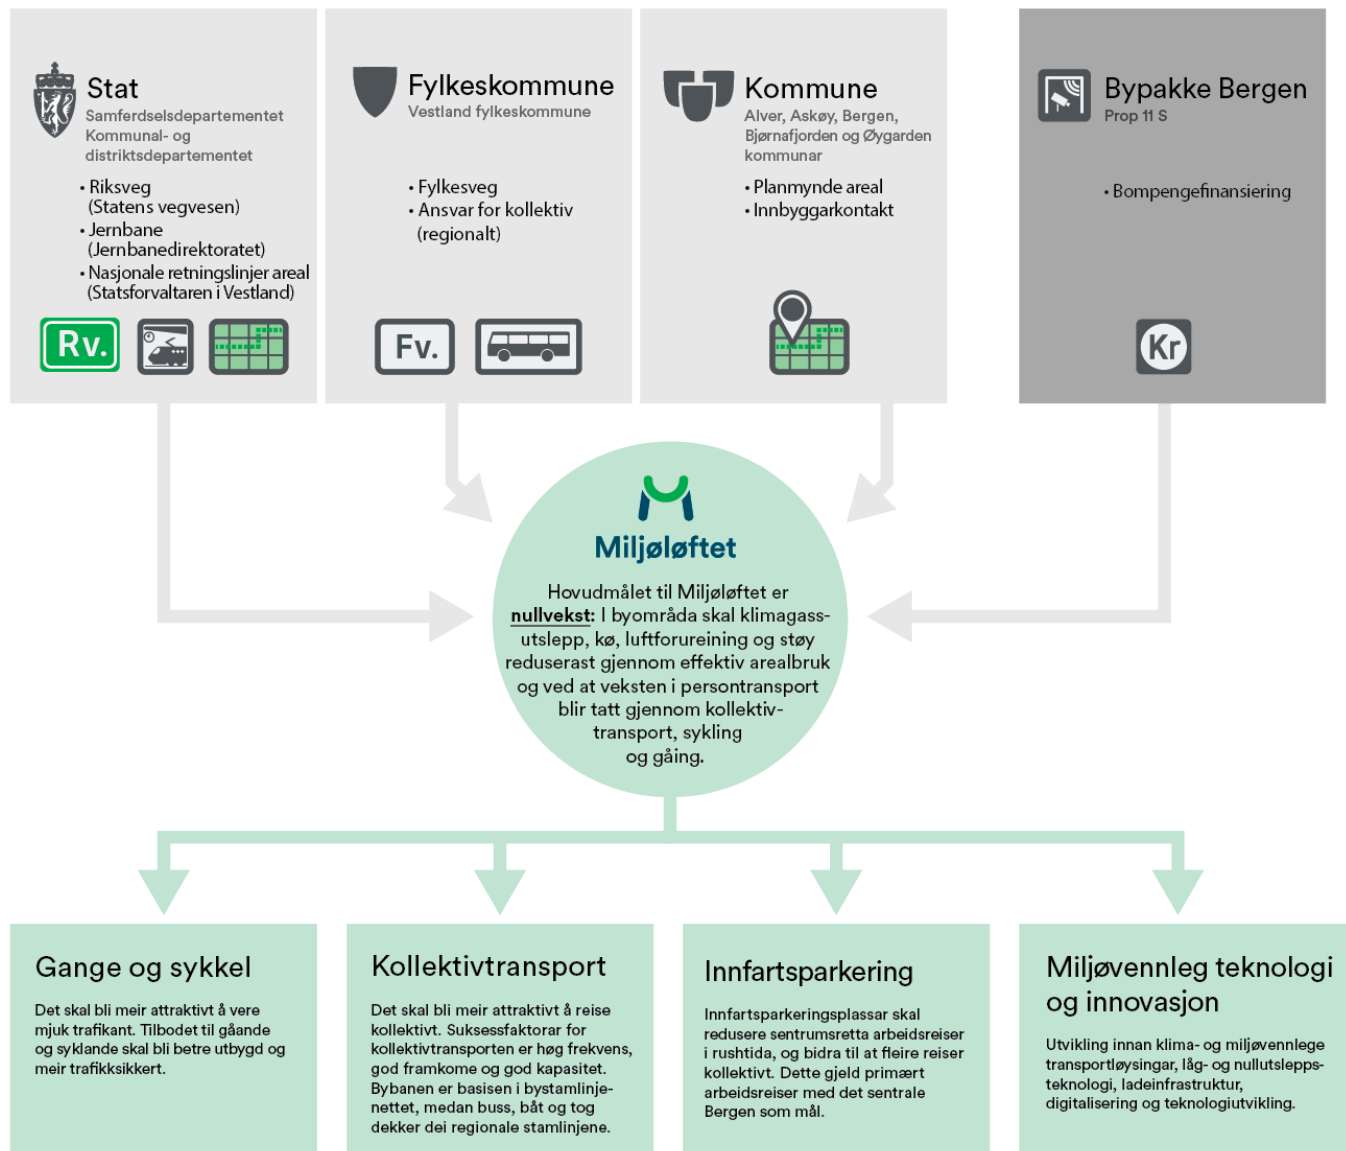 Stat
Samferdselsdepartementet
Kommunal- og
distriktsdepartementet
• Riksveg
(Statens vegvesen)
• Jernbane
(Jernbanedirektoratet)
• Nasjonale retningslinjer areal
(Statsforvaltaren i Vestland)
Rv.
Fylkeskommune
Vestland fylkeskommune
• Fylkesveg
• Ansvar for kollektiv
(regionalt)
Fv.
Kommune
Alver, Askøy, Bergen,
Bjørnafjorden og Øygarden
kommunar
• Planmynde areal
• Innbyggarkontakt
Bypakke Bergen
Prop 11 S
• Bompengefinansiering
Kr
Miljøløftet
Hovudmålet til Miljøløftet er
nullvekst: I byområda skal klimagass-
utslepp, kø, luftforureining og støy
reduserast gjennom effektiv arealbruk
og ved at veksten i persontransport
blir tatt gjennom kollektiv-
transport, sykling
og gåing.
Gange og sykkel
Det skal bli meir attraktivt å vere
mjuk trafikant. Tilbodet til gåande
og syklande skal bli betre utbygd og
meir trafikksikkert.
Kollektivtransport
Det skal bli meir attraktivt å reise
kollektivt. Suksessfaktorar for
kollektivtransporten er høg frekvens,
god framkome og god kapasitet.
Bybanen er basisen i bystamlinje-
nettet, medan buss, båt og tog
dekker dei regionale stamlinjene.
Innfartsparkering
Innfartsparkeringsplassar skal
redusere sentrumsretta arbeidsreiser
i rushtida, og bidra til at fleire reiser
kollektivt. Dette gjeld primært
arbeidsreiser med det sentrale
Bergen som mål.
Miljøvennleg teknologi
og innovasjon
Utvikling innan klima- og miljøvennlege
transportløysingar, låg- og nullutslepps-
teknologi, ladeinfrastruktur,
digitalisering og teknologiutvikling.